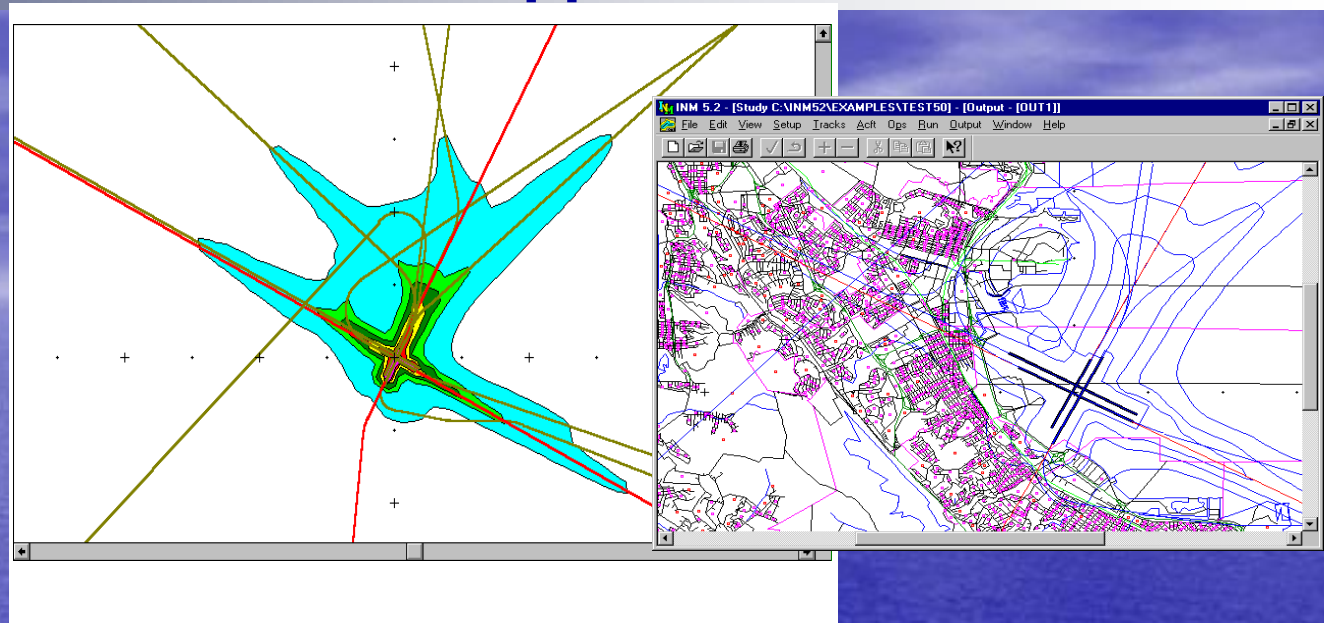 INM 5.2 - [Study C:\INM52\EXAMPLES\TEST50] - [Output - [OUT1]]
File Edit View Setup Tracks Acft Ops Run Output Window Help